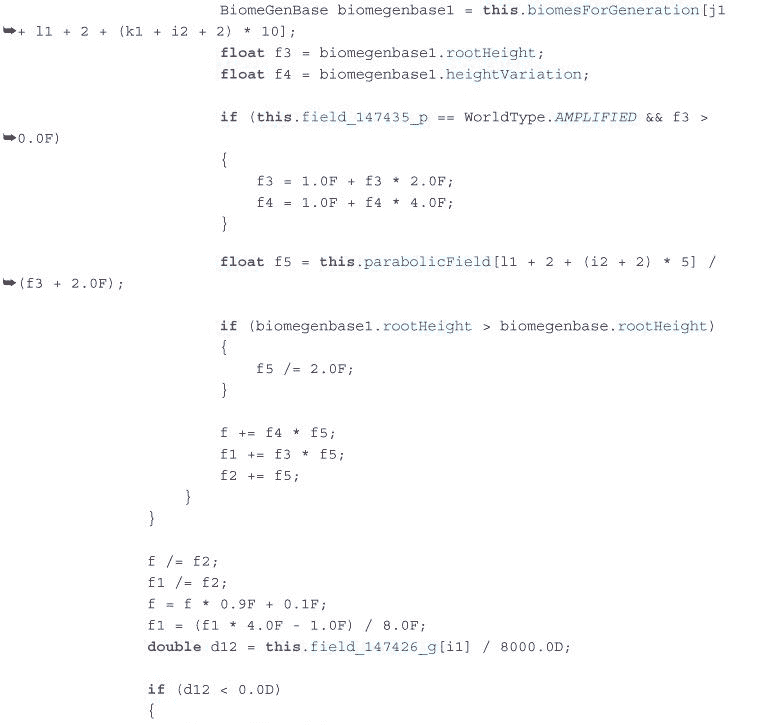 BiomeGenBase biomegenbase1 = this.biomesForGeneration[j1
➥+ l1 + 2 + (k1 + i2 + 2) * 10];
float f3 = biomegenbase1.rootHeight;
float f4 = biomegenbase1.heightVariation;
if (this.field_147435_p == WorldType.AMPLIFIED && f3 >
➥0.0F)
{
f3 = 1.0F + f3 * 2.0F;
f4 = 1.0F + f4 * 4.0F;
}
float f5 = this.parabolicField[l1 + 2 + (i2 + 2) * 5] /
➥(f3 + 2.0F);
if (biomegenbase1.rootHeight > biomegenbase.rootHeight)
{
f5 /= 2.0F;
}
f += f4 * f5;
f1 += f3 * f5;
f2 += f5;
}
}
f /= f2;
f1 /= f2;
f = f * 0.9F + 0.1F;
f1 = (f1 * 4.0F - 1.0F) / 8.0F;
double d12 = this.field_147426_g[i1] / 8000.0D;
if (d12 < 0.0D)
{